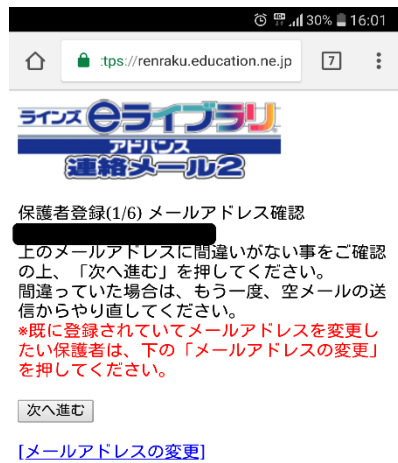 30% 16:01
:tps://renraku.education.ne.jp 7
ラインズeライブラリ
アドバンス
連絡メール2
保護者登録(1/6) メールアドレス確認
上のメールアドレスに間違いがない事をご確認
の上、「次へ進む」を押してください。
間違っていた場合は、もう一度、空メールの送
信からやり直してください。
*既に登録されていてメールアドレスを変更し
たい保護者は、下の「メールアドレスの変更」
を押してください。
次へ進む
[メールアドレスの変更]